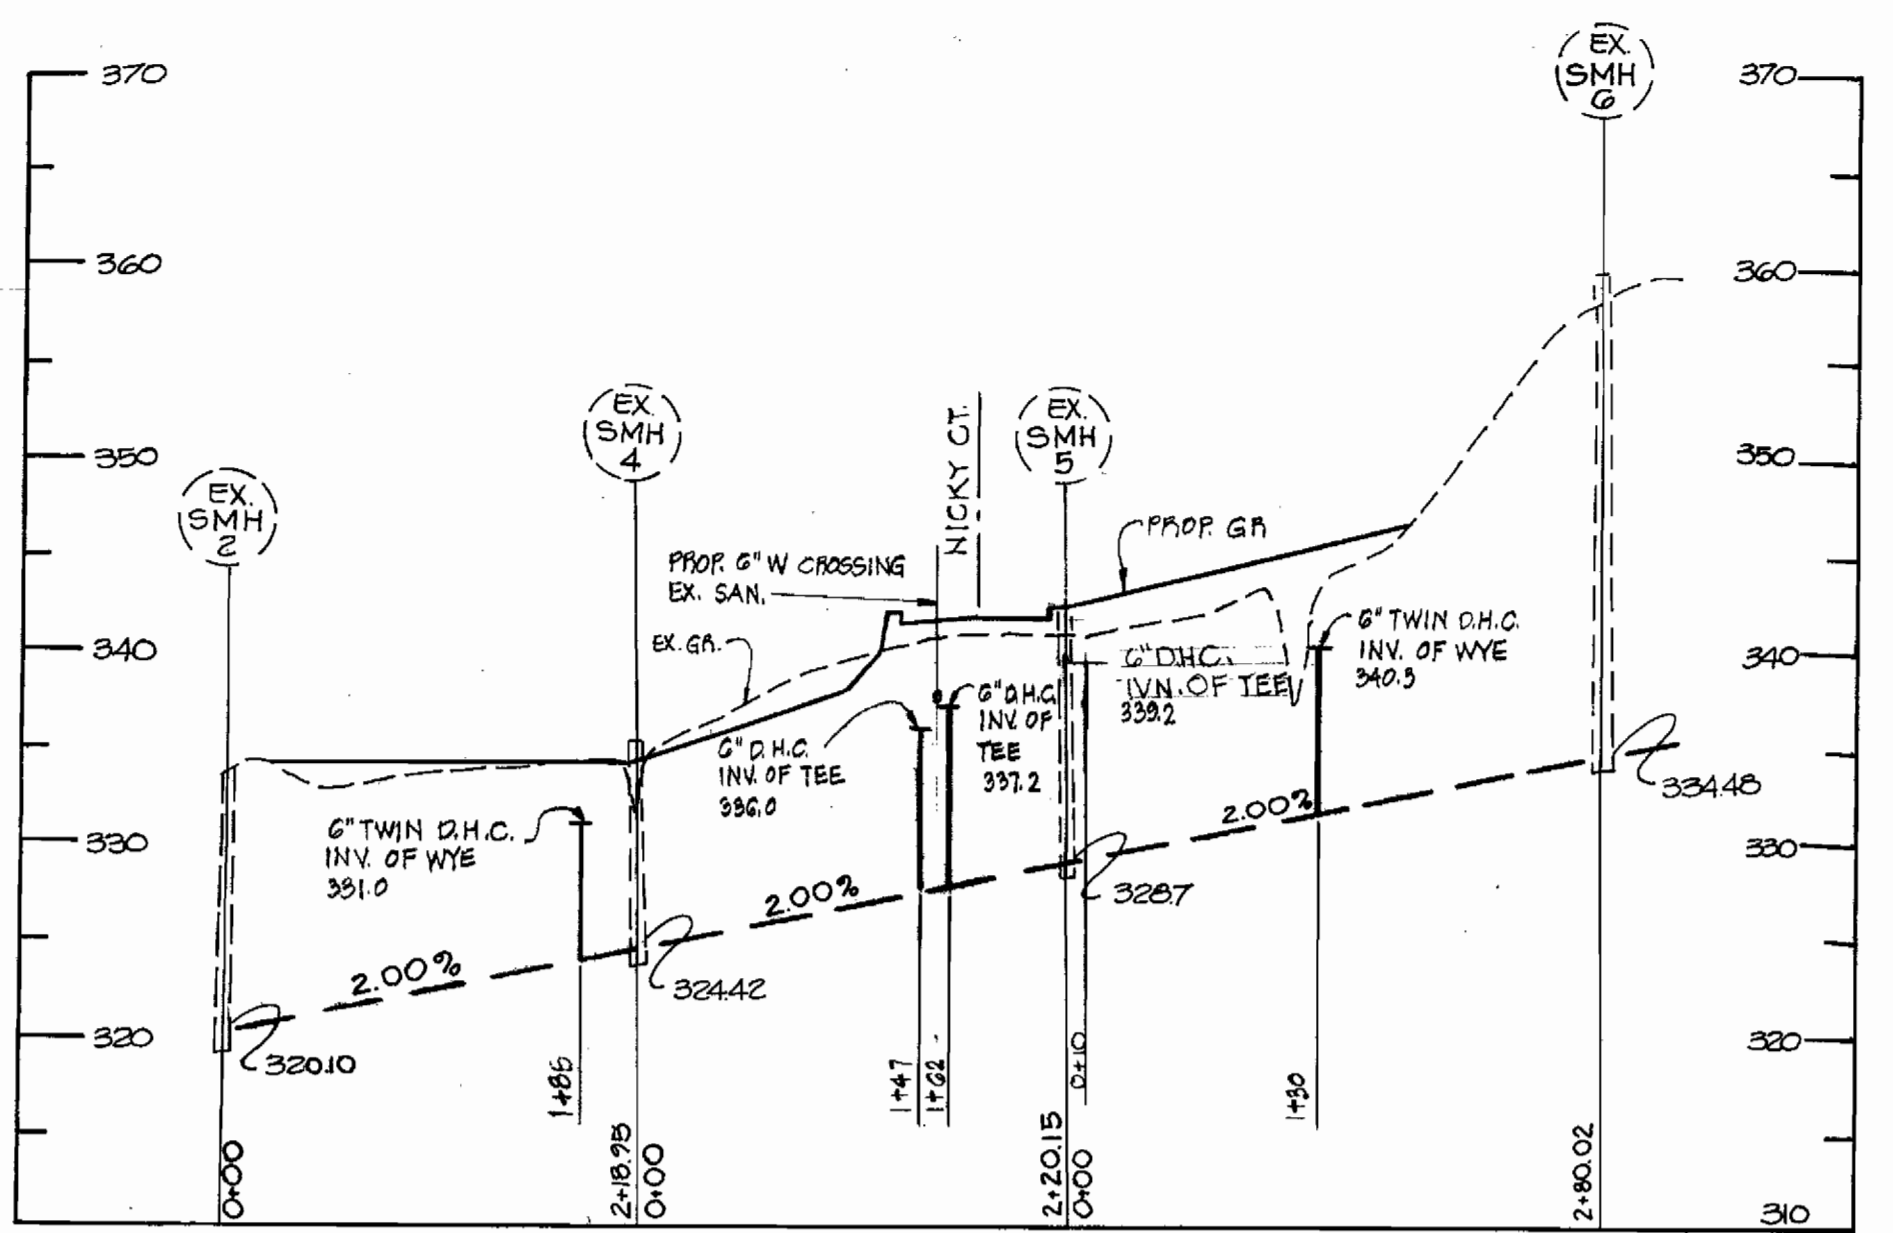 370
360
350
340
330
320
EX.
SMH
2
EX.
SMH
4
EX.
SMH
5
EX.
SMH
6
370
360
350
340
330
320
310
NICKY CT.
PROP. 6" W CROSSING
EX. SAN.
EX. GR.
PROP. GR
6" TWIN D.H.C.
INV. OF WYE
331.0
6" D.H.C.
INV. OF TEE
336.0
6" D.H.C.
INV. OF
TEE
337.2
6" D.H.C.
IVN. OF TEE
339.2
6" TWIN D.H.C.
INV. OF WYE
340.3
2.00%
2.00%
2.00%
320.10
324.42
328.7
334.48
0+00
1+85
2+18.95
0+00
1+47
1+62
2+20.15
0+00
0+10
1+30
2+80.02